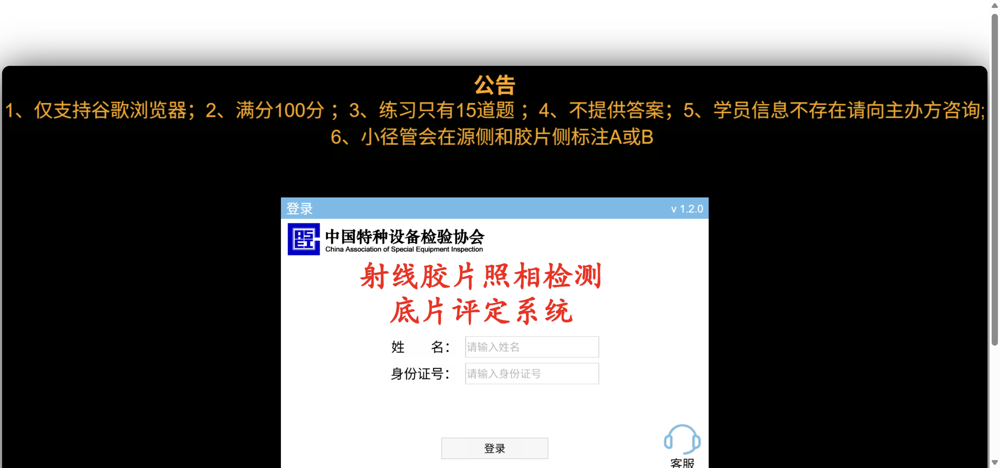 公告
1、仅支持谷歌浏览器；2、满分100分 ；3、练习只有15道题 ；4、不提供答案；5、学员信息不存在请向主办方咨询;
6、小径管会在源侧和胶片侧标注A或B
登录 v 1.2.0
中国特种设备检验协会
China Association of Special Equipment Inspection
射线胶片照相检测
底片评定系统
姓 名： 请输入姓名
身份证号： 请输入身份证号
登录
客服